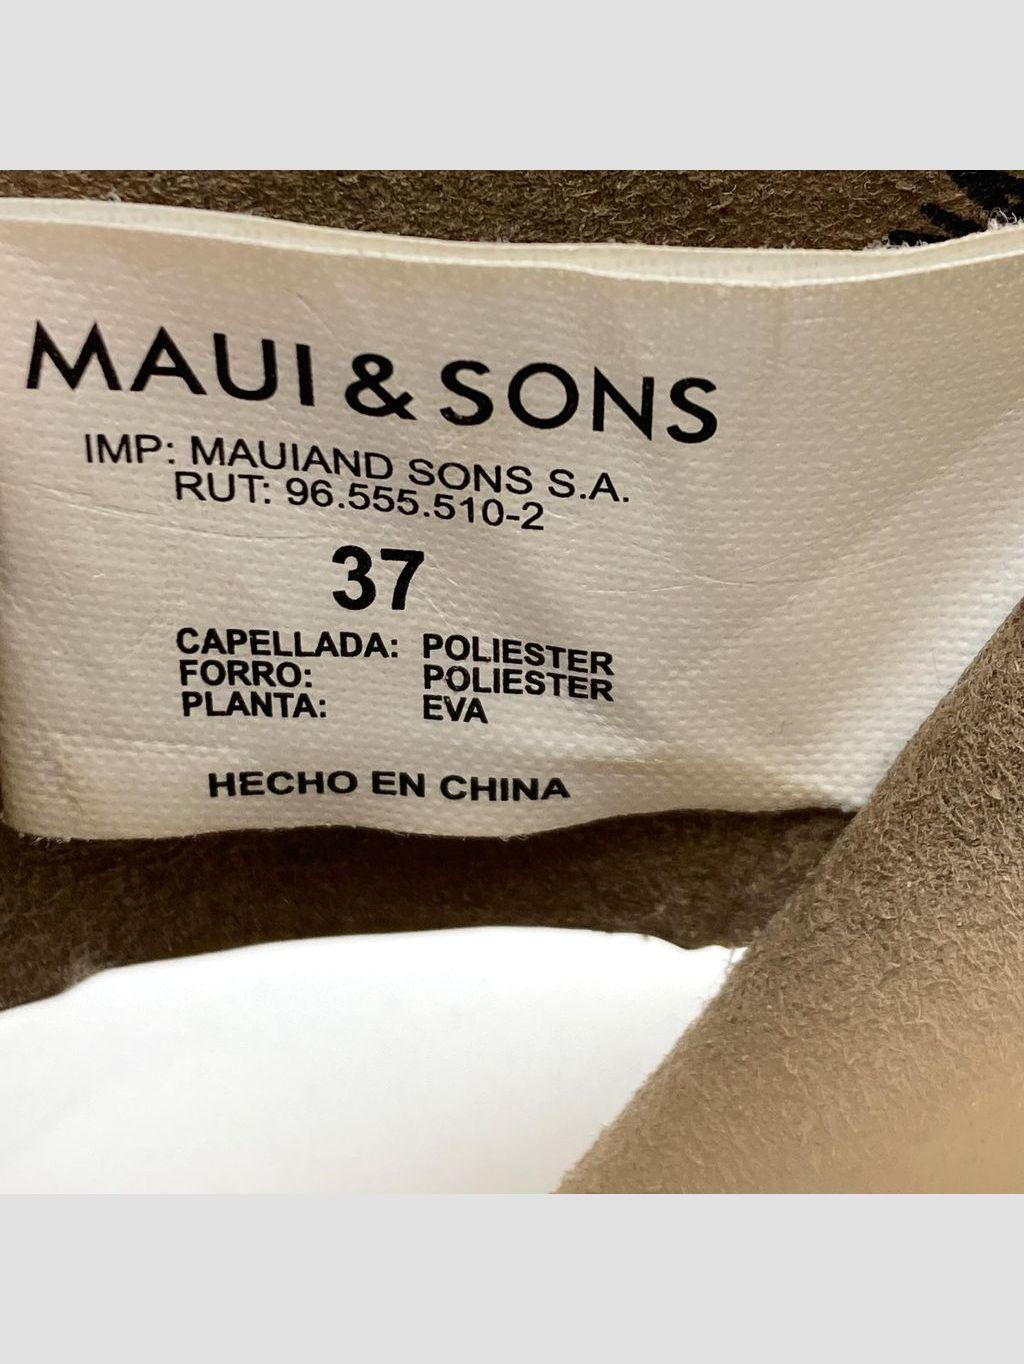 MAUI & SONS
IMP: MAUIAND SONS S.A.
RUT: 96.555.510-2
37
CAPELLADA: POLIESTER
FORRO: POLIESTER
PLANTA: EVA
HECHO EN CHINA